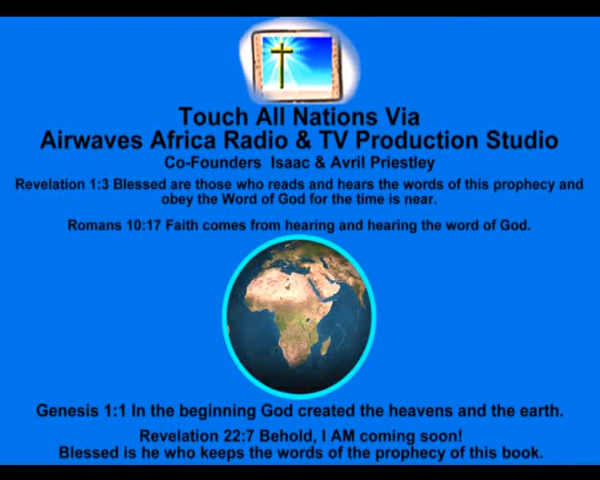 Touch All Nations Via
Airwaves Africa Radio & TV Production Studio
Co-Founders Isaac & Avril Priestley
Revelation 1:3 Blessed are those who reads and hears the words of this prophecy and
obey the Word of God for the time is near.
Romans 10:17 Faith comes from hearing and hearing the word of God.
Genesis 1:1 In the beginning God created the heavens and the earth.
Revelation 22:7 Behold, I AM coming soon!
Blessed is he who keeps the words of the prophecy of this book.